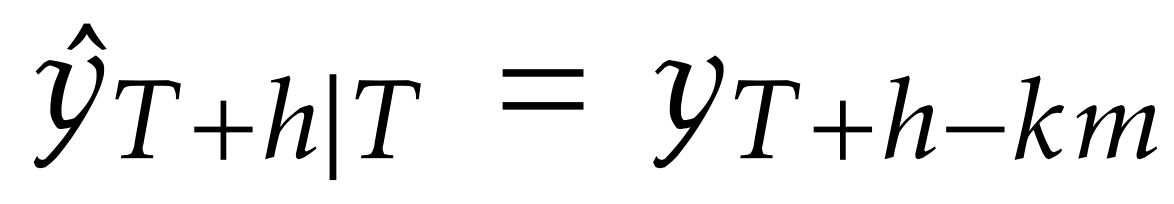 ŷ_{T+h|T} = y_{T+h−km}